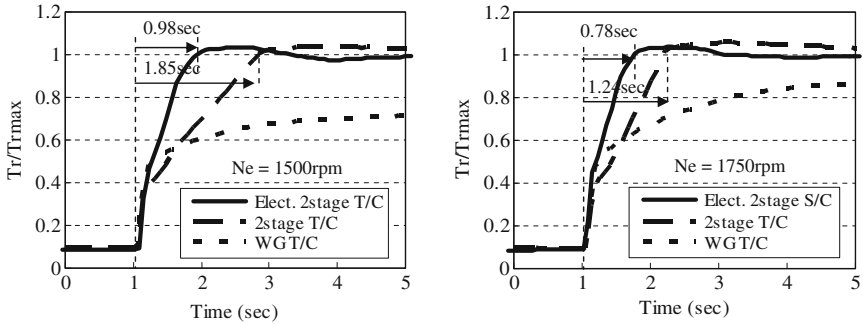 1.2
1
0.8
0.6
0.4
0.2
0
Tr/Trmax
0.98sec
1.85sec
Ne = 1500rpm
Elect. 2stage T/C
2stage T/C
WGT/C
0 1 2 3 4 5
Time (sec)
1.2
1
0.8
0.6
0.4
0.2
0
Tr/Trmax
0.78sec
1.24sec
Ne = 1750rpm
Elect. 2stage S/C
2stage T/C
WGT/C
0 1 2 3 4 5
Time (sec)